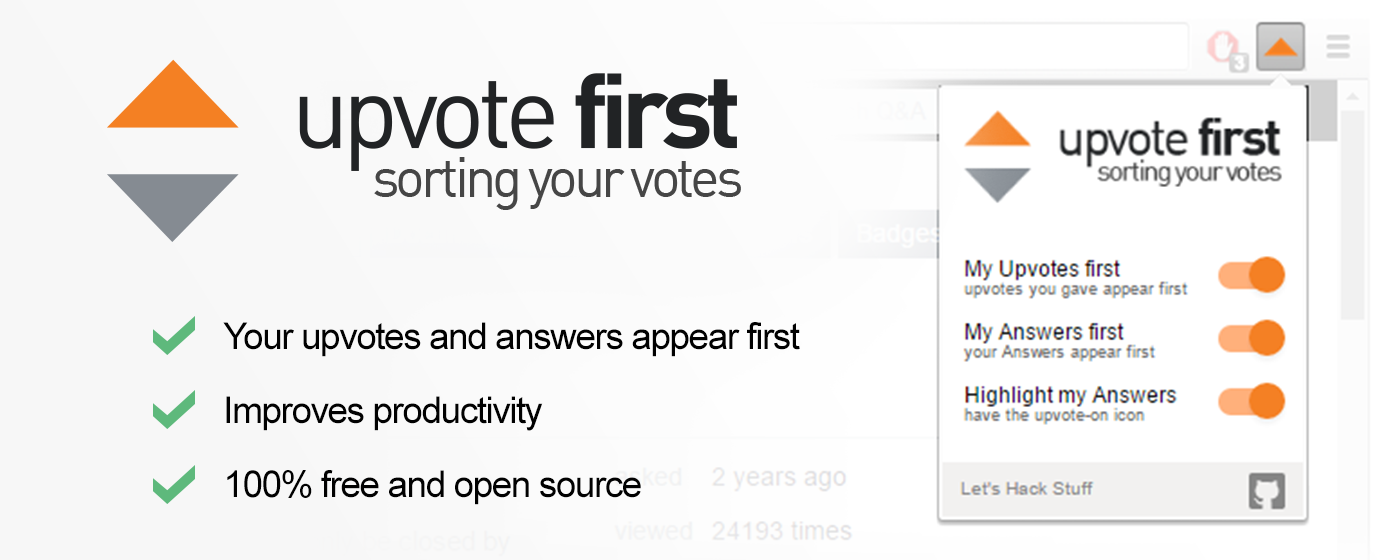 upvote first
sorting your votes
Your upvotes and answers appear first
Improves productivity
100% free and open source
3
Q&A
Badges
upvote first
sorting your votes
My Upvotes first
upvotes you gave appear first
My Answers first
your Answers appear first
Highlight my Answers
have the upvote-on icon
Let's Hack Stuff
asked 2 years ago
viewed 24193 times
closed by